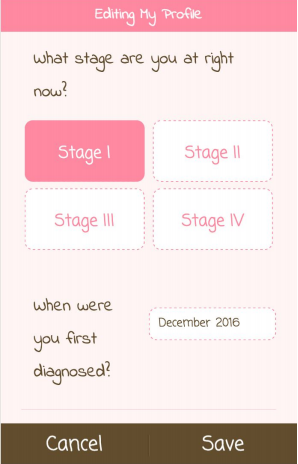 Editing My Profile
What stage are you at right
now?
Stage I
Stage II
Stage III
Stage IV
When were
you first
diagnosed?
December 2016
Cancel
Save